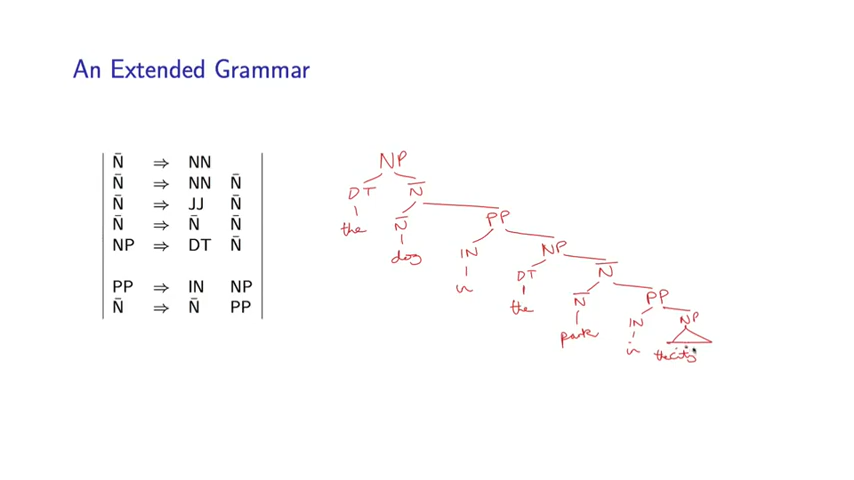 An Extended Grammar
N̄ ⇒ NN
N̄ ⇒ NN N̄
N̄ ⇒ JJ N̄
N̄ ⇒ N̄ N̄
NP ⇒ DT N̄
PP ⇒ IN NP
N̄ ⇒ N̄ PP
NP
DT N̄
the N̄ PP
dog IN NP
in DT N̄
the N̄ PP
park IN NP
in the city